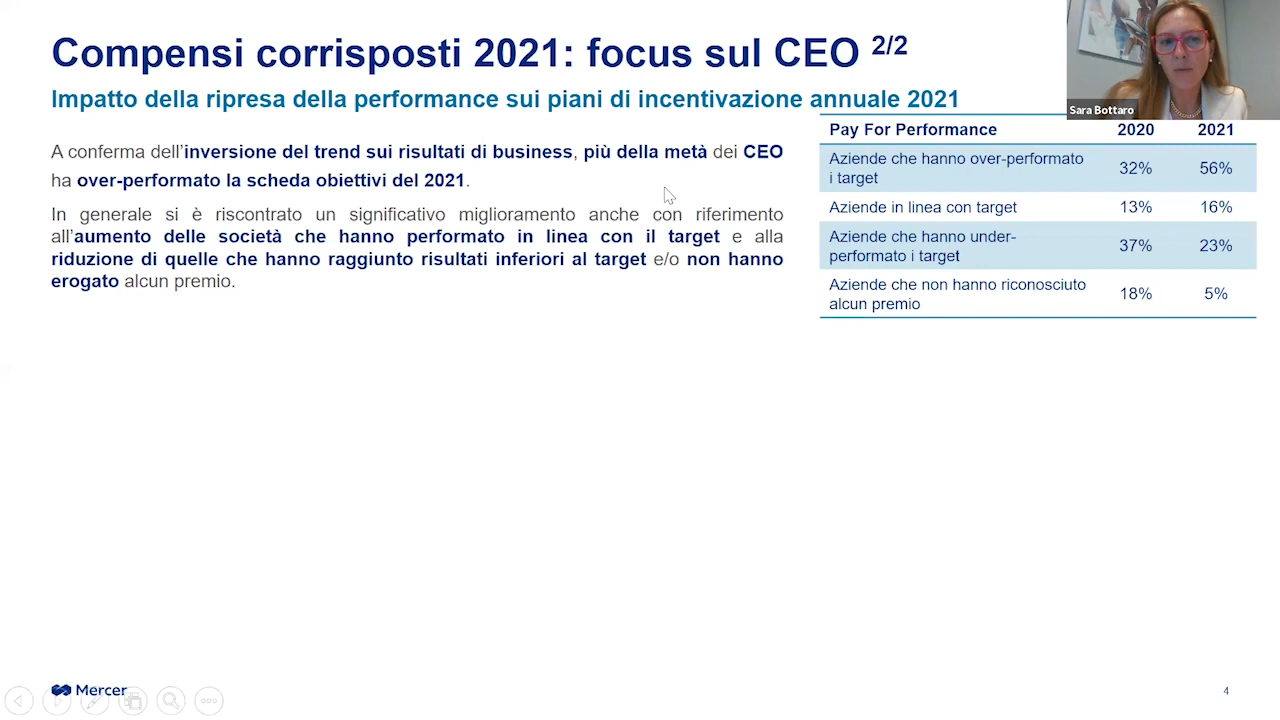 Compensi corrisposti 2021: focus sul CEO 2/2
Impatto della ripresa della performance sui piani di incentivazione annuale 2021
Sara Bottaro
A conferma dell'inversione del trend sui risultati di business, più della metà dei CEO
ha over-performato la scheda obiettivi del 2021.
In generale si è riscontrato un significativo miglioramento anche con riferimento
all'aumento delle società che hanno performato in linea con il target e alla
riduzione di quelle che hanno raggiunto risultati inferiori al target e/o non hanno
erogato alcun premio.
Pay For Performance 2020 2021
Aziende che hanno over-performato
i target 32% 56%
Aziende in linea con target 13% 16%
Aziende che hanno under-
performato i target 37% 23%
Aziende che non hanno riconosciuto
alcun premio 18% 5%
Mercer
4